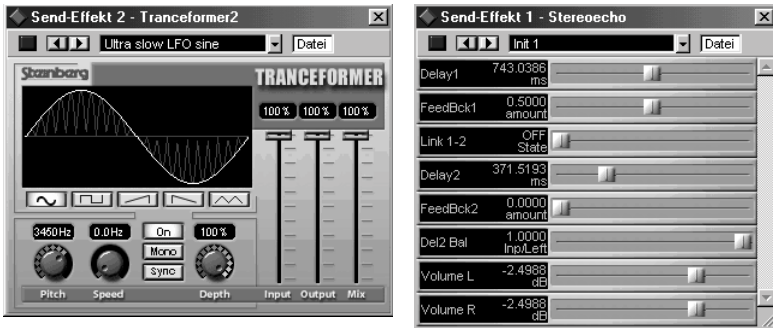 Send-Effekt 2 - Tranceformer2
Ultra slow LFO sine
Datei
Steinberg
TRANCEFORMER
100% 100% 100%
3450Hz 0.0Hz On 100%
Mono
Sync
Pitch Speed Depth Input Output Mix
Send-Effekt 1 - Stereoecho
Init 1
Datei
Delay1 743.0386 ms
FeedBck1 0.5000 amount
Link 1-2 OFF State
Delay2 371.5193 ms
FeedBck2 0.0000 amount
Del2 Bal 1.0000 Inp/Left
Volume L -2.4988 dB
Volume R -2.4988 dB